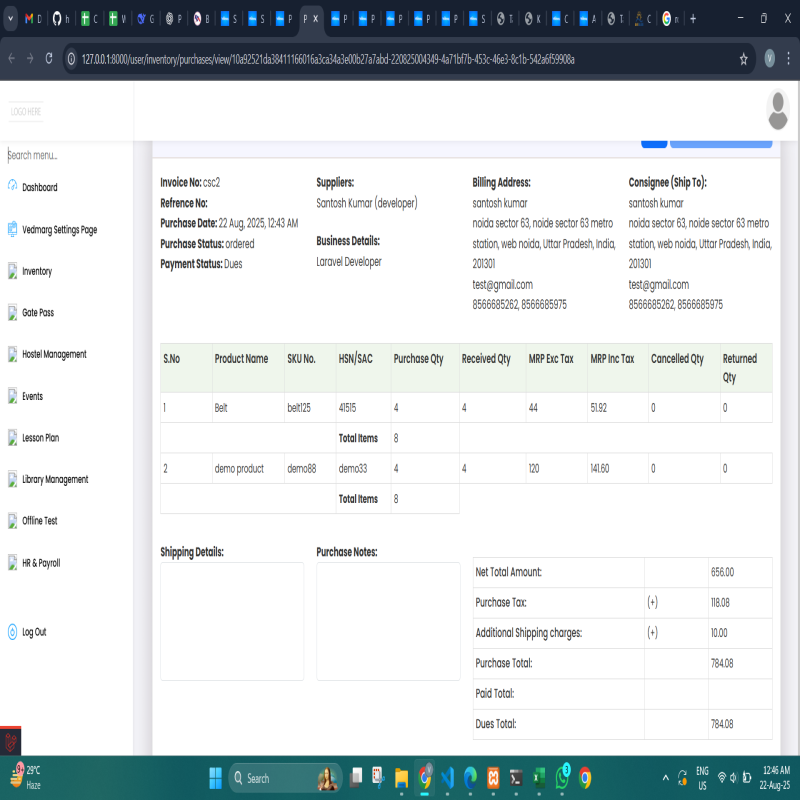 127.0.0.1:8000/user/inventory/purchases/view/10a92521da38411166016a3ca34a3e00b27a7abd-220825004349-4a71bf7b-453c-46e3-8c1b-542a6f59908a
LOGO HERE
Search menu...
Dashboard
Vedmarg Settings Page
Inventory
Gate Pass
Hostel Management
Events
Lesson Plan
Library Management
Offline Test
HR & Payroll
Log Out
Invoice No: csc2
Refrence No:
Purchase Date: 22 Aug, 2025, 12:43 AM
Purchase Status: ordered
Payment Status: Dues
Suppliers:
Santosh Kumar (developer)
Business Details:
Laravel Developer
Billing Address:
santosh kumar
noida sector 63, noide sector 63 metro
station, web noida, Uttar Pradesh, India,
201301
test@gmail.com
8566685262, 8566685975
Consignee (Ship To):
santosh kumar
noida sector 63, noide sector 63 metro
station, web noida, Uttar Pradesh, India,
201301
test@gmail.com
8566685262, 8566685975
S.No Product Name SKU No. HSN/SAC Purchase Qty Received Qty MRP Exc Tax MRP Inc Tax Cancelled Qty Returned
Qty
1 Belt belt125 41515 4 4 44 51.92 0 0
Total Items 8
2 demo product demo88 demo33 4 4 120 141.60 0 0
Total Items 8
Shipping Details:
Purchase Notes:
Net Total Amount: 656.00
Purchase Tax: (+) 118.08
Additional Shipping charges: (+) 10.00
Purchase Total: 784.08
Paid Total:
Dues Total: 784.08
29°C
Haze
Search
ENG
US
12:46 AM
22-Aug-25